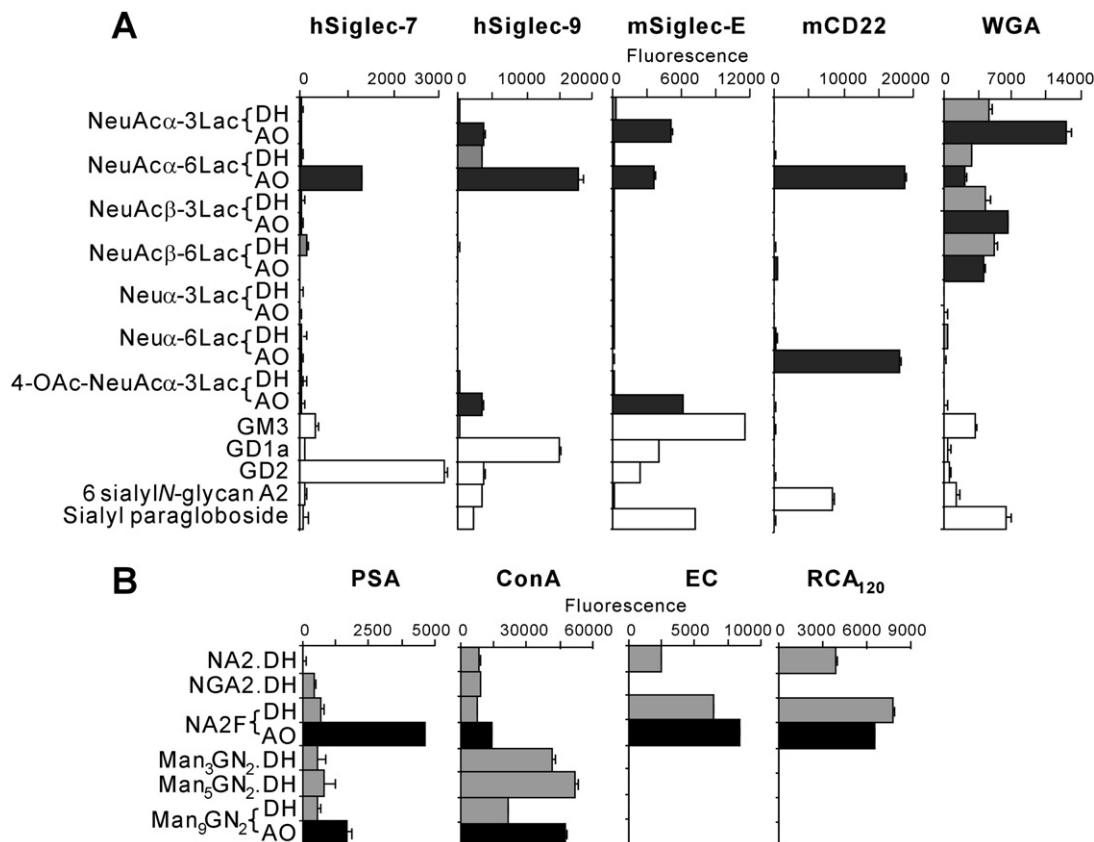 A
hSiglec-7 hSiglec-9 mSiglec-E mCD22 WGA
Fluorescence
0 2000 3000 0 10000 20000 0 6000 12000 0 10000 20000 0 7000 14000
NeuAcα-3Lac{ DH
AO
NeuAcα-6Lac{ DH
AO
NeuAcβ-3Lac{ DH
AO
NeuAcβ-6Lac{ DH
AO
Neuα-3Lac{ DH
AO
Neuα-6Lac{ DH
AO
4-OAc-NeuAcα-3Lac{ DH
AO
GM3
GD1a
GD2
6 sialylN-glycan A2
Sialyl paragloboside
B
PSA ConA EC RCA₁₂₀
Fluorescence
0 2500 5000 0 30000 60000 0 5000 10000 0 3000 6000 9000
NA2.DH
NGA2.DH
NA2F{ DH
AO
Man₃GN₂.DH
Man₅GN₂.DH
Man₉GN₂{ DH
AO